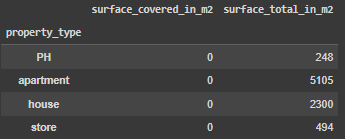 surface_covered_in_m2 surface_total_in_m2
property_type
PH 0 248
apartment 0 5105
house 0 2300
store 0 494